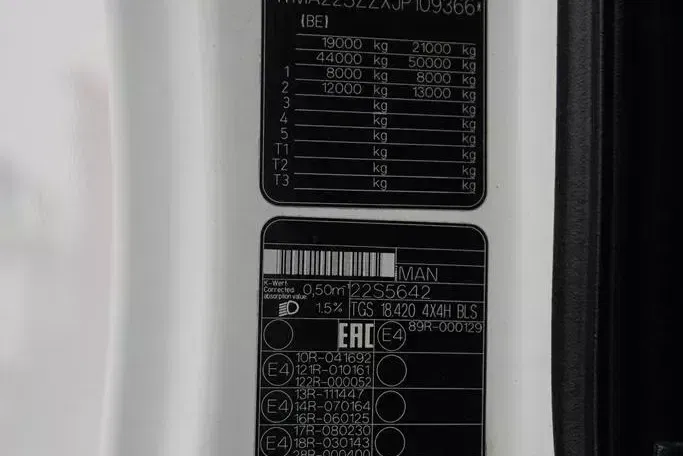 (BE)
19000 kg 21000 kg
44000 kg 50000 kg
1 8000 kg 8000 kg
2 12000 kg 13000 kg
3 kg kg
4 kg kg
5 kg kg
T1 kg kg
T2 kg kg
T3 kg kg
MAN
K-Wert
Corrected
absorption value
0,50m⁻¹
22S5642
1.5%
TGS 18.420 4X4H BLS
EAC
E4
89R-000129
10R-041692
E4 121R-010161
122R-000052
13R-111447
E4 14R-070164
16R-060125
17R-080230
E4 18R-030143
28R-000400